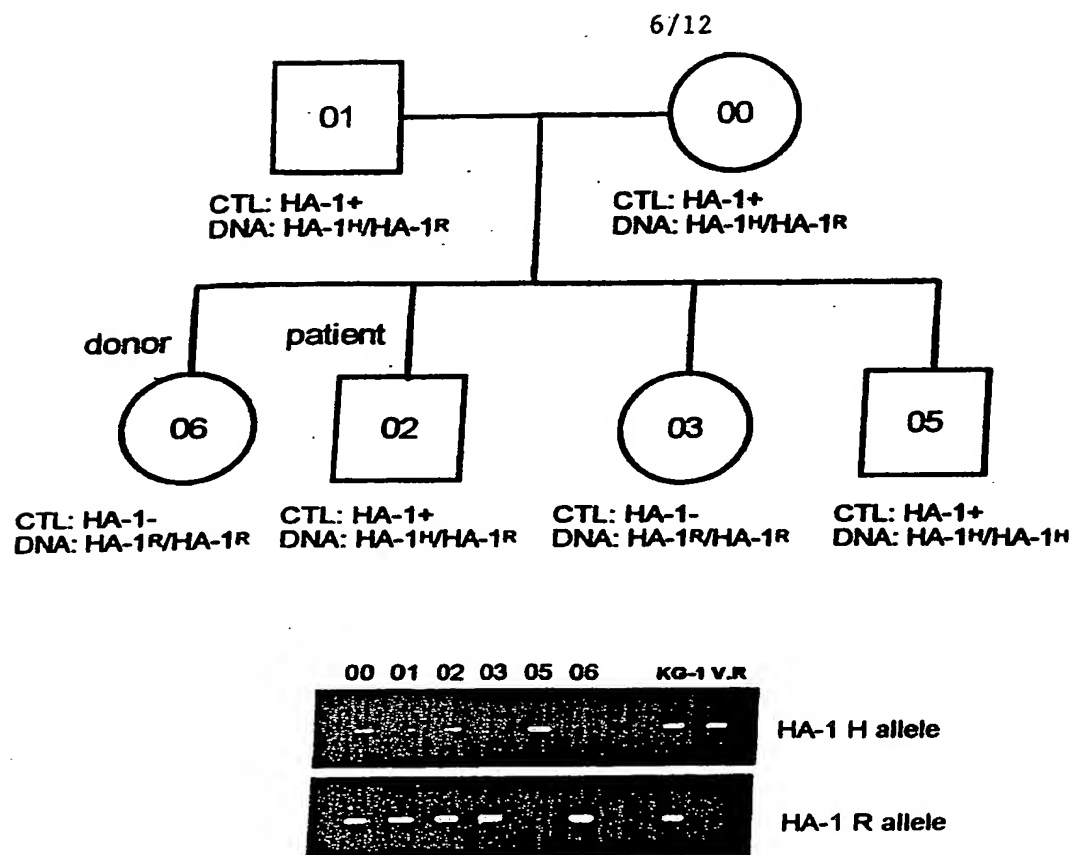 6/12
01
00
CTL: HA-1+
DNA: HA-1H/HA-1R
CTL: HA-1+
DNA: HA-1H/HA-1R
donor
patient
06
02
03
05
CTL: HA-1-
DNA: HA-1R/HA-1R
CTL: HA-1+
DNA: HA-1H/HA-1R
CTL: HA-1-
DNA: HA-1R/HA-1R
CTL: HA-1+
DNA: HA-1H/HA-1H
00 01 02 03 05 06 KG-1 V.R
HA-1 H allele
HA-1 R allele